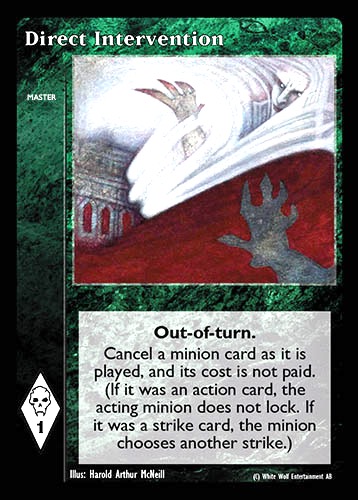 Direct Intervention
MASTER
Out-of-turn.
Cancel a minion card as it is
played, and its cost is not paid.
(If it was an action card, the
acting minion does not lock. If
it was a strike card, the minion
chooses another strike.)
1
Illus: Harold Arthur McNeill
(C) White Wolf Entertainment AB